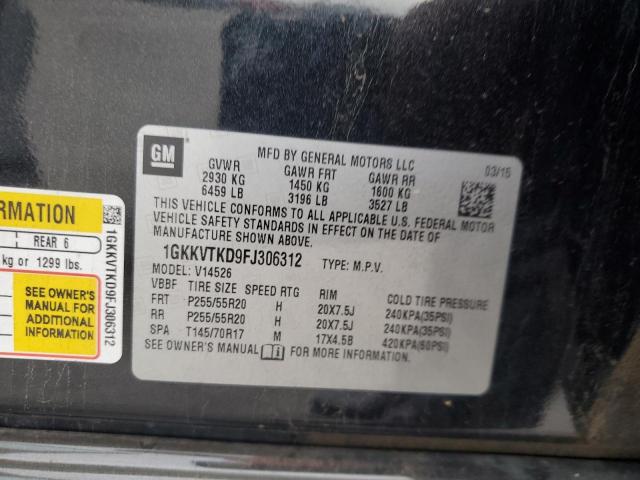 GM
MFD BY GENERAL MOTORS LLC
03/15
GVWR GAWR FRT GAWR RR
2930 KG 1450 KG 1600 KG
6459 LB 3196 LB 3527 LB
THIS VEHICLE CONFORMS TO ALL APPLICABLE U.S. FEDERAL MOTOR
VEHICLE SAFETY STANDARDS IN EFFECT ON THE DATE OF
MANUFACTURE SHOWN ABOVE.
1GKKVTKD9FJ306312 TYPE: M.P.V.
MODEL: V14526
VBBF TIRE SIZE SPEED RTG RIM COLD TIRE PRESSURE
FRT P255/55R20 H 20X7.5J 240KPA(35PSI)
RR P255/55R20 H 20X7.5J 240KPA(35PSI)
SPA T145/70R17 M 17X4.5B 420KPA(60PSI)
SEE OWNER'S MANUAL FOR MORE INFORMATION.
REAR 6
kg or 1299 lbs.
SEE OWNER'S
MANUAL FOR
ADDITIONAL
INFORMATION
1GKKVTKD9FJ306312